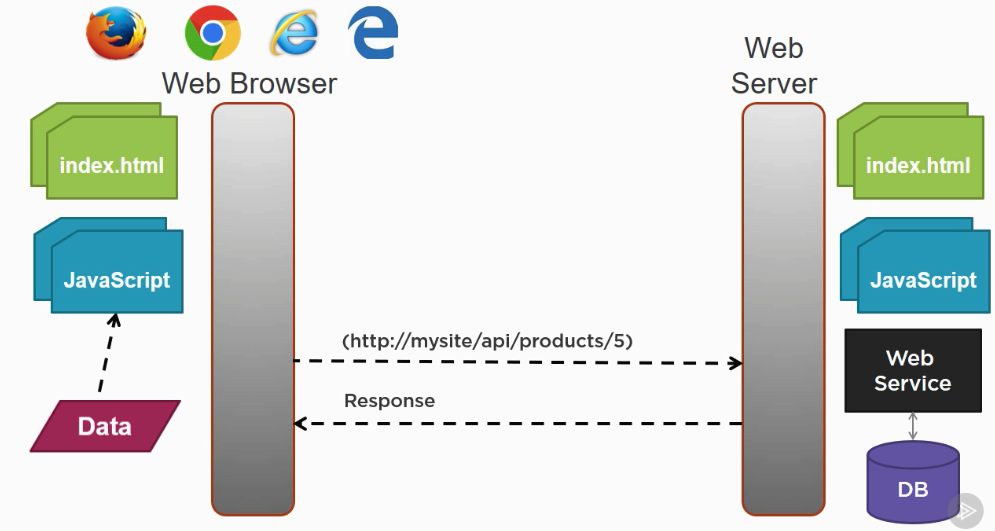 Web Browser
Web
Server
index.html
index.html
JavaScript
JavaScript
(http://mysite/api/products/5)
Web
Service
Response
Data
DB